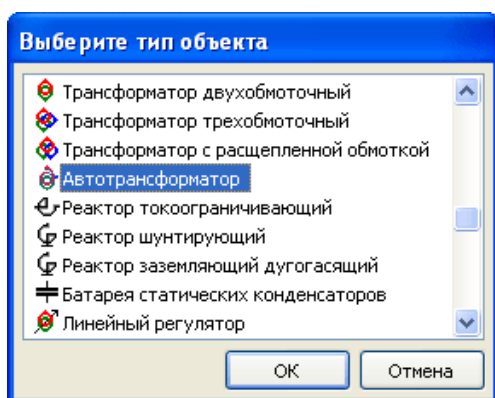 Выберите тип объекта
Трансформатор двухобмоточный
Трансформатор трехобмоточный
Трансформатор с расщепленной обмоткой
Автотрансформатор
Реактор токоограничивающий
Реактор шунтирующий
Реактор заземляющий дугогасящий
Батарея статических конденсаторов
Линейный регулятор
ОК Отмена